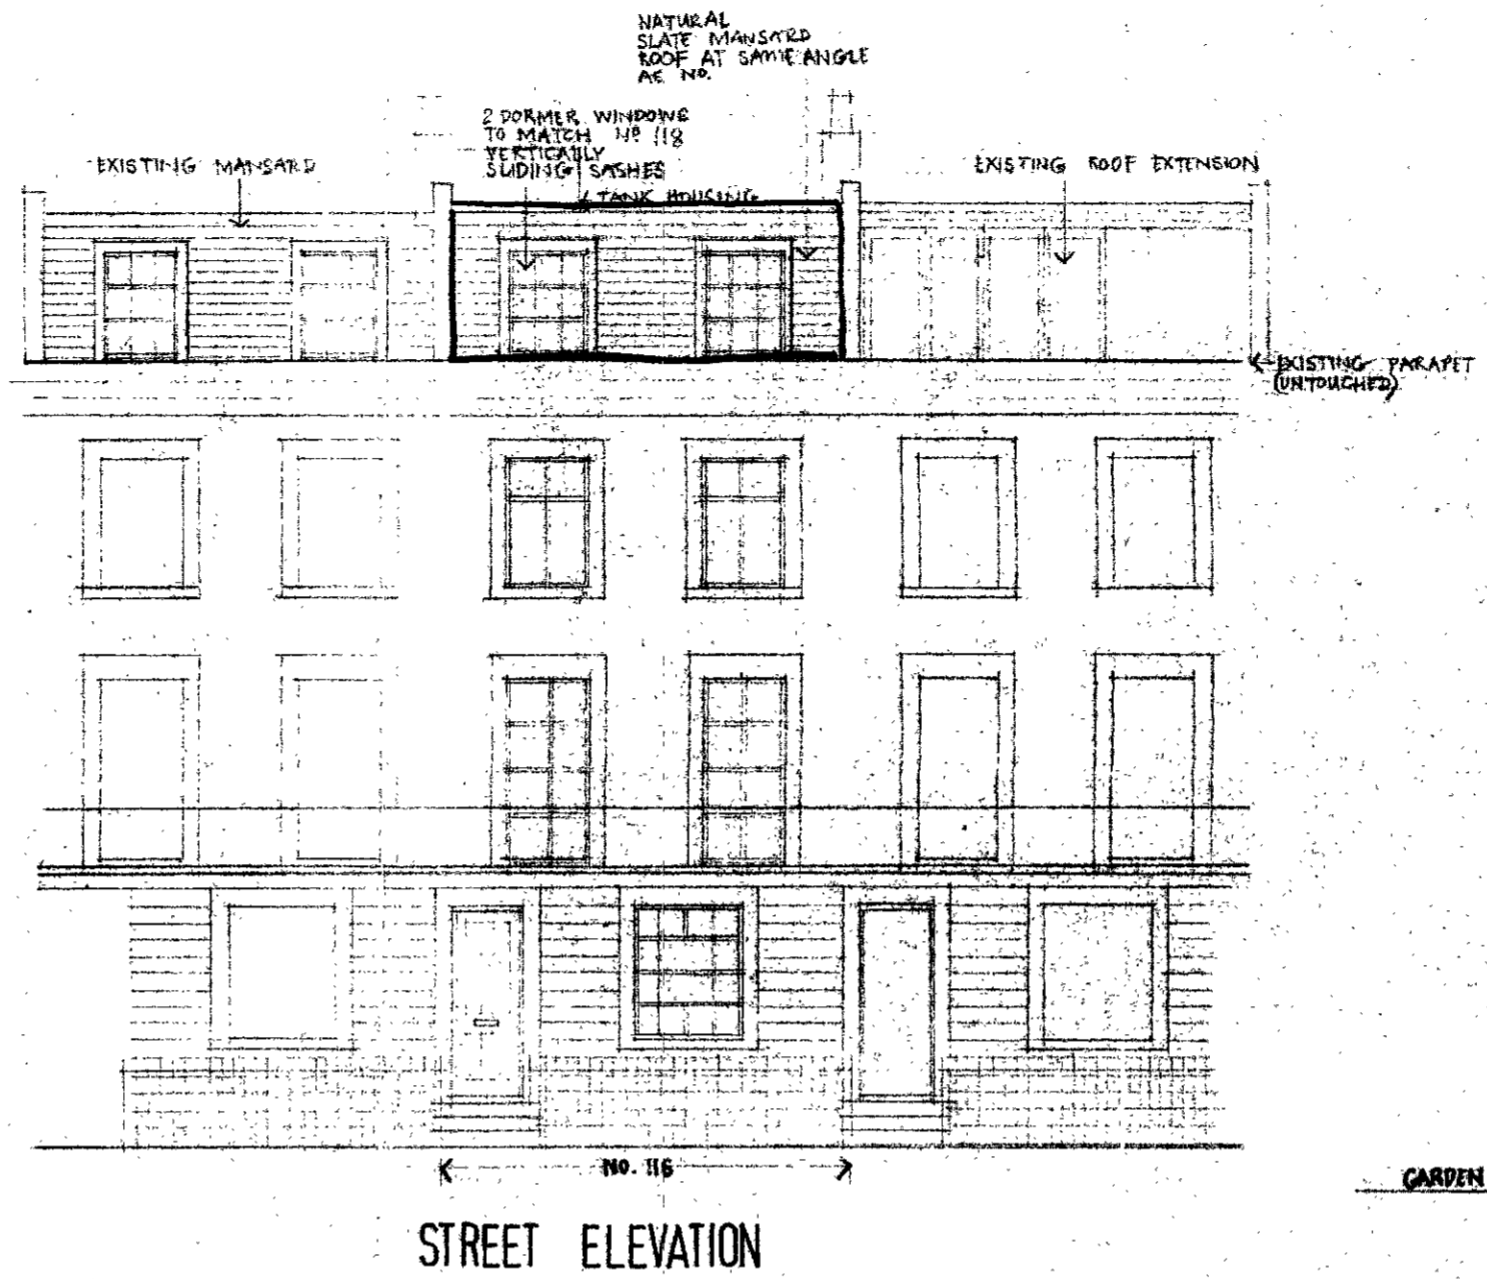 NATURAL
SLATE MANSARD
ROOF AT SAME ANGLE
AS NO.
2 DORMER WINDOWS
TO MATCH NO 118
VERTICALLY
SLIDING SASHES
TANK HOUSING
EXISTING MANSARD
EXISTING ROOF EXTENSION
EXISTING PARAPET
(UNTOUCHED)
NO. 116
GARDEN
STREET ELEVATION